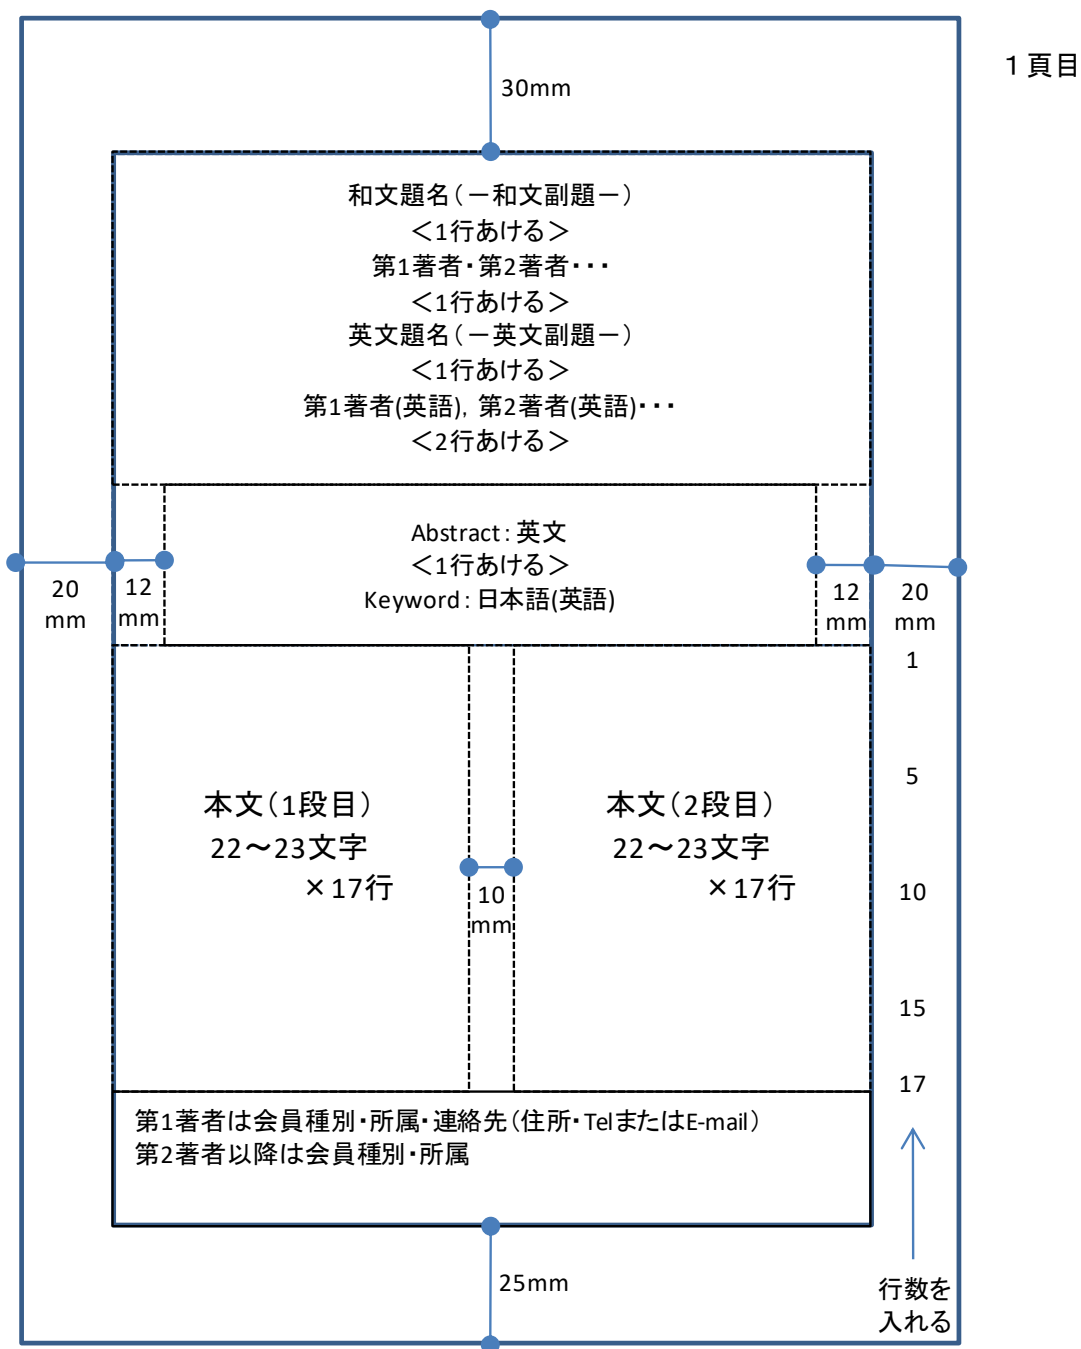 1頁目
30mm
和文題名（－和文副題－）
＜1行あける＞
第1著者・第2著者・・・
＜1行あける＞
英文題名（－英文副題－）
＜1行あける＞
第1著者(英語), 第2著者(英語)・・・
＜2行あける＞
Abstract：英文
＜1行あける＞
Keyword：日本語(英語)
20
mm
12
mm
12
mm
20
mm
本文（1段目）
22～23文字
×17行
10
mm
本文（2段目）
22～23文字
×17行
1
5
10
15
17
行数を
入れる
第1著者は会員種別・所属・連絡先（住所・TelまたはE-mail）
第2著者以降は会員種別・所属
25mm